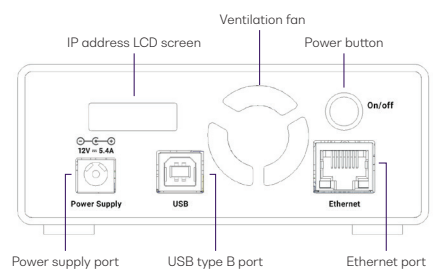 Ventilation fan
IP address LCD screen
Power button
On/off
12V ⎓ 5.4A
Power Supply
USB
Ethernet
Power supply port
USB type B port
Ethernet port